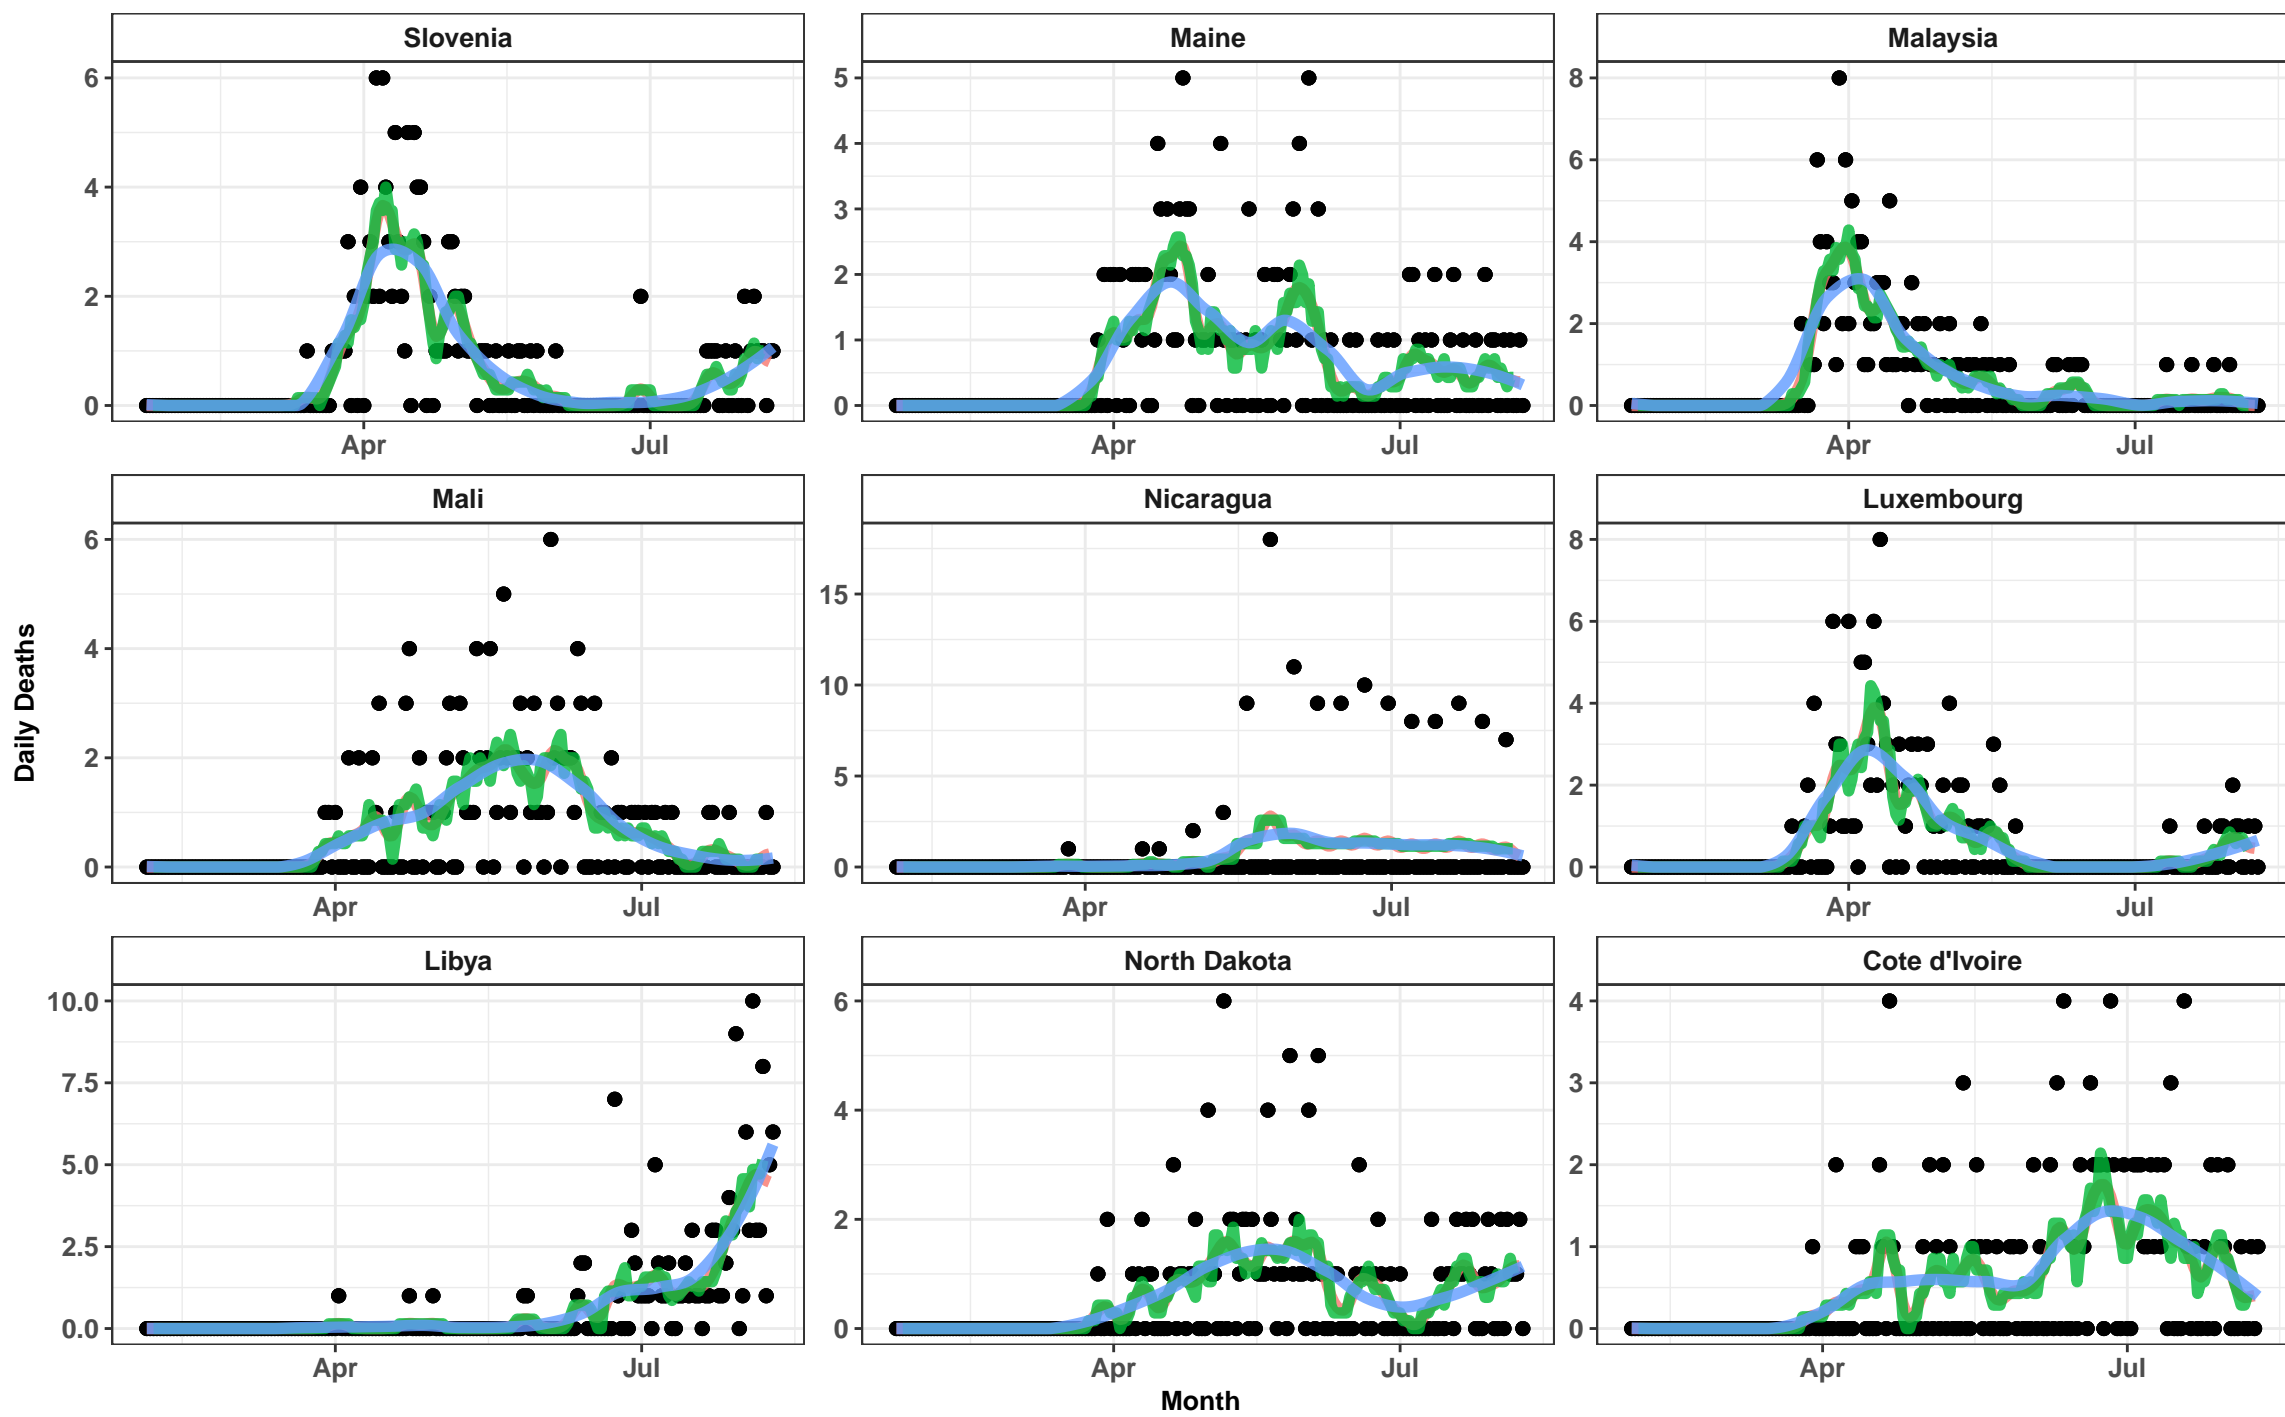 Slovenia
Maine
Malaysia
6
4
2
0
5
4
3
2
1
0
8
6
4
2
0
Apr Jul
Apr Jul
Apr Jul
Mali
Nicaragua
Luxembourg
6
4
2
0
15
10
5
0
8
6
4
2
0
Apr Jul
Apr Jul
Apr Jul
Daily Deaths
Libya
North Dakota
Cote d'Ivoire
10.0
7.5
5.0
2.5
0.0
6
4
2
0
4
3
2
1
0
Apr Jul
Apr Jul
Apr Jul
Month